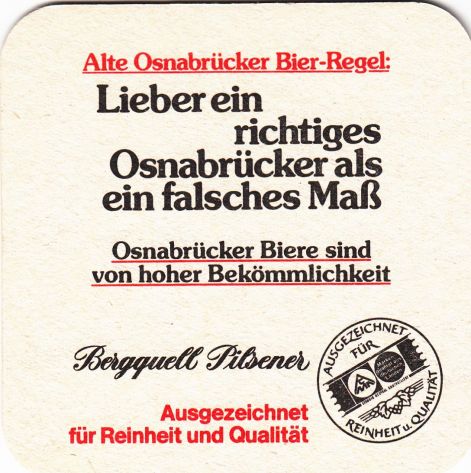 Alte Osnabrücker Bier-Regel:
Lieber ein
richtiges
Osnabrücker als
ein falsches Maß
Osnabrücker Biere sind
von hoher Bekömmlichkeit
Bergquell Pilsener
Ausgezeichnet
für Reinheit und Qualität
AUSGEZEICHNET
FÜR
CMA
REINHEIT u. QUALITÄT